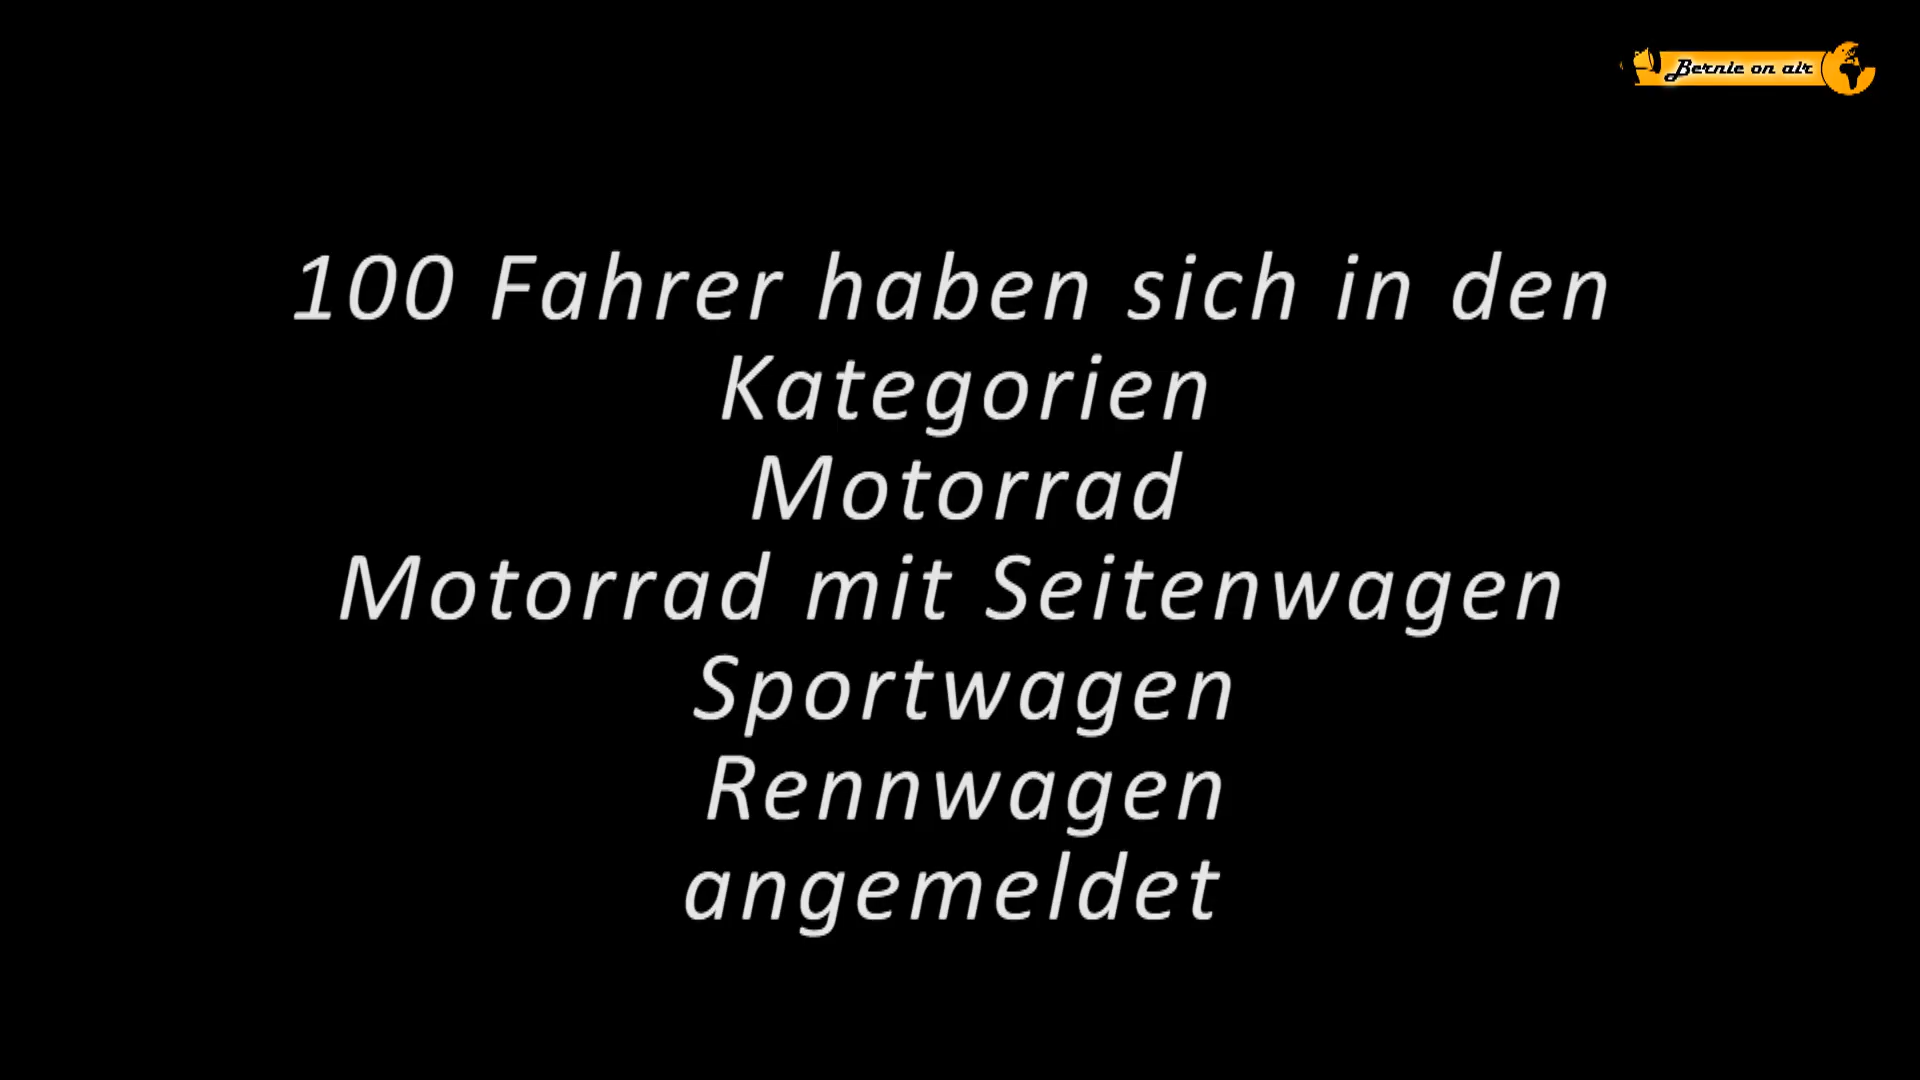 Bernie on air
100 Fahrer haben sich in den
Kategorien
Motorrad
Motorrad mit Seitenwagen
Sportwagen
Rennwagen
angemeldet